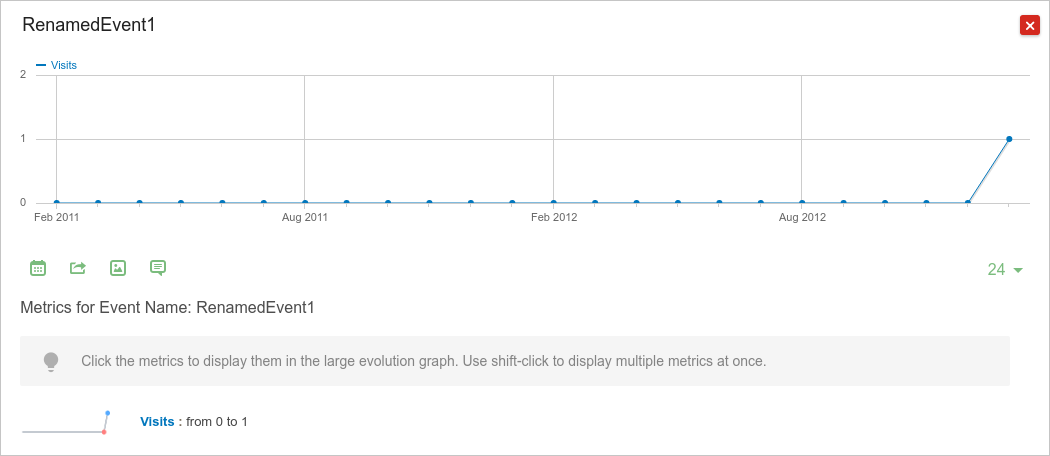 RenamedEvent1
Visits
2
1
0
Feb 2011 Aug 2011 Feb 2012 Aug 2012
24
Metrics for Event Name: RenamedEvent1
Click the metrics to display them in the large evolution graph. Use shift-click to display multiple metrics at once.
Visits : from 0 to 1